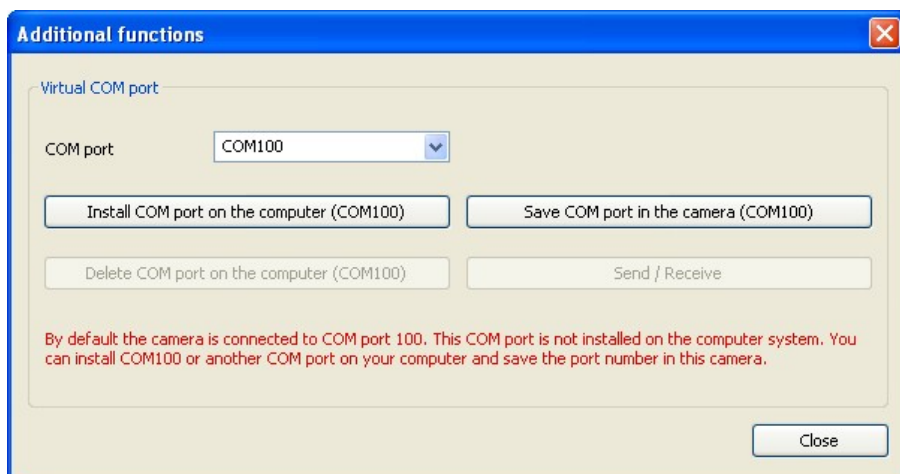 Additional functions
Virtual COM port
COM port
COM100
Install COM port on the computer (COM100)
Save COM port in the camera (COM100)
Delete COM port on the computer (COM100)
Send / Receive
By default the camera is connected to COM port 100. This COM port is not installed on the computer system. You
can install COM100 or another COM port on your computer and save the port number in this camera.
Close